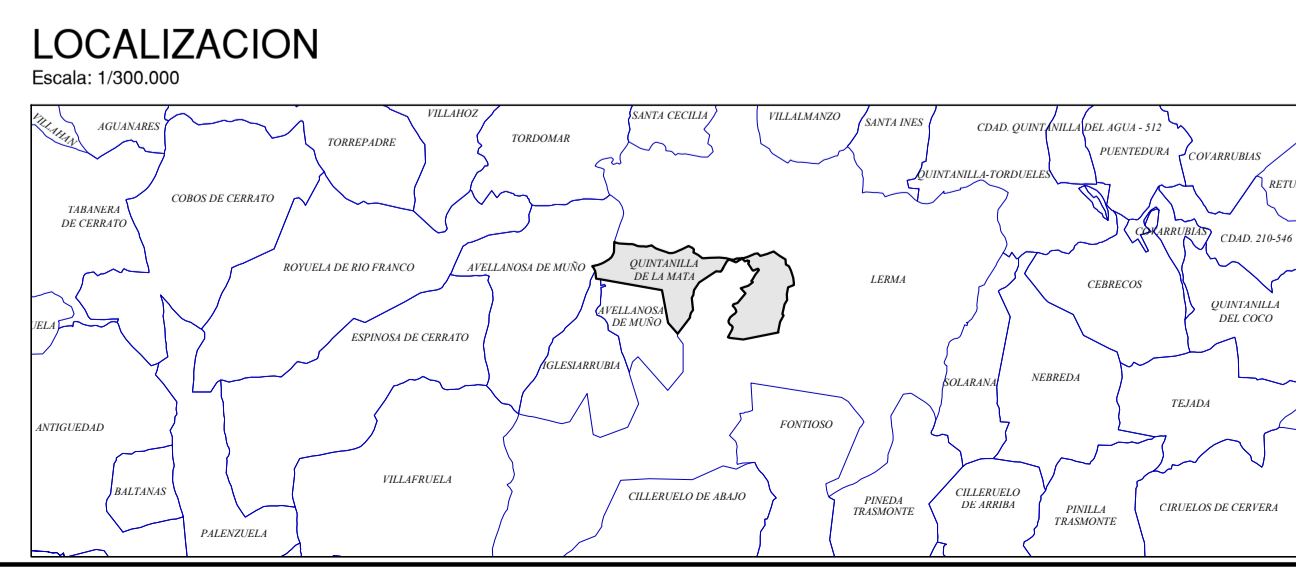 LOCALIZACION
Escala: 1/300.000
VILLAHAN
AGUANARES
TORREPADRE
VILLAHOZ
TORDOMAR
SANTA CECILIA
VILLALMANZO
SANTA INES
CDAD. QUINTANILLA DEL AGUA - 512
PUENTEDURA
COVARRUBIAS
QUINTANILLA-TORDUELES
RETU
COBOS DE CERRATO
TABANERA
DE CERRATO
COVARRUBIAS
CDAD. 210-546
ROYUELA DE RIO FRANCO
AVELLANOSA DE MUÑO
QUINTANILLA
DE LA MATA
LERMA
CEBRECOS
QUINTANILLA
DEL COCO
UELA
AVELLANOSA
DE MUÑO
ESPINOSA DE CERRATO
IGLESIARRUBIA
SOLARANA
NEBREDA
TEJADA
ANTIGUEDAD
FONTIOSO
VILLAFRUELA
BALTANAS
CILLERUELO DE ABAJO
PINEDA
TRASMONTE
CILLERUELO
DE ARRIBA
PINILLA
TRASMONTE
CIRUELOS DE CERVERA
PALENZUELA